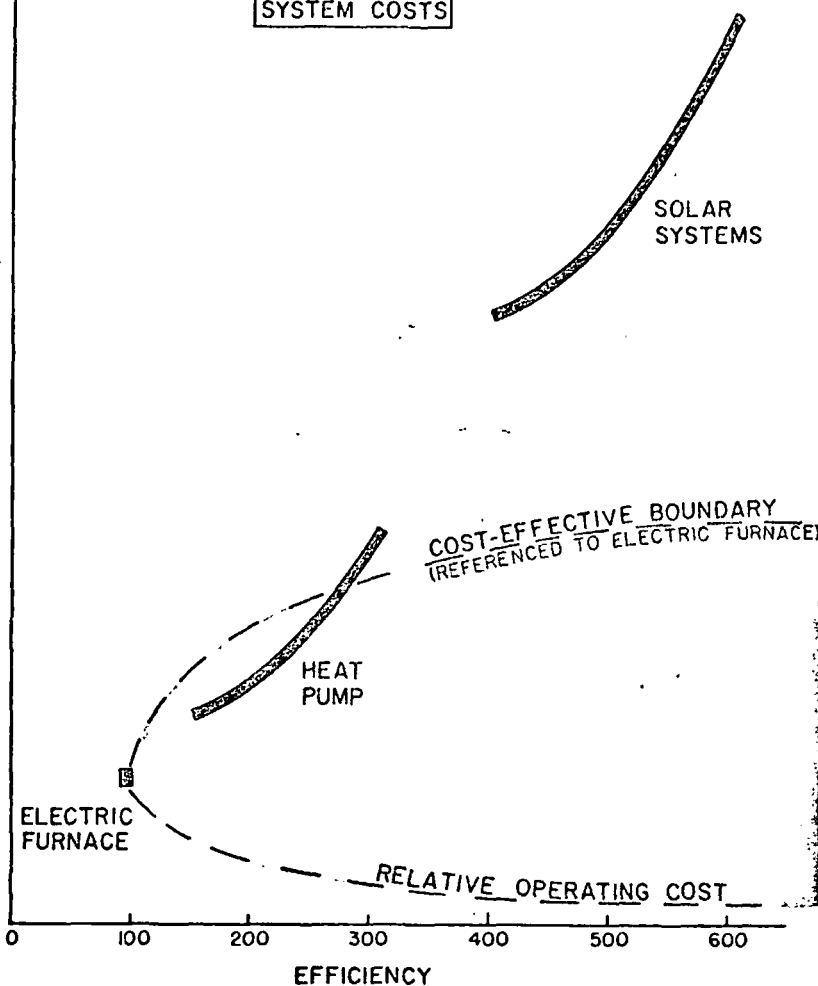 SYSTEM COSTS
SOLAR
SYSTEMS
COST-EFFECTIVE BOUNDARY
(REFERENCED TO ELECTRIC FURNACE)
HEAT
PUMP
ELECTRIC
FURNACE
RELATIVE OPERATING COST
0 100 200 300 400 500 600
EFFICIENCY